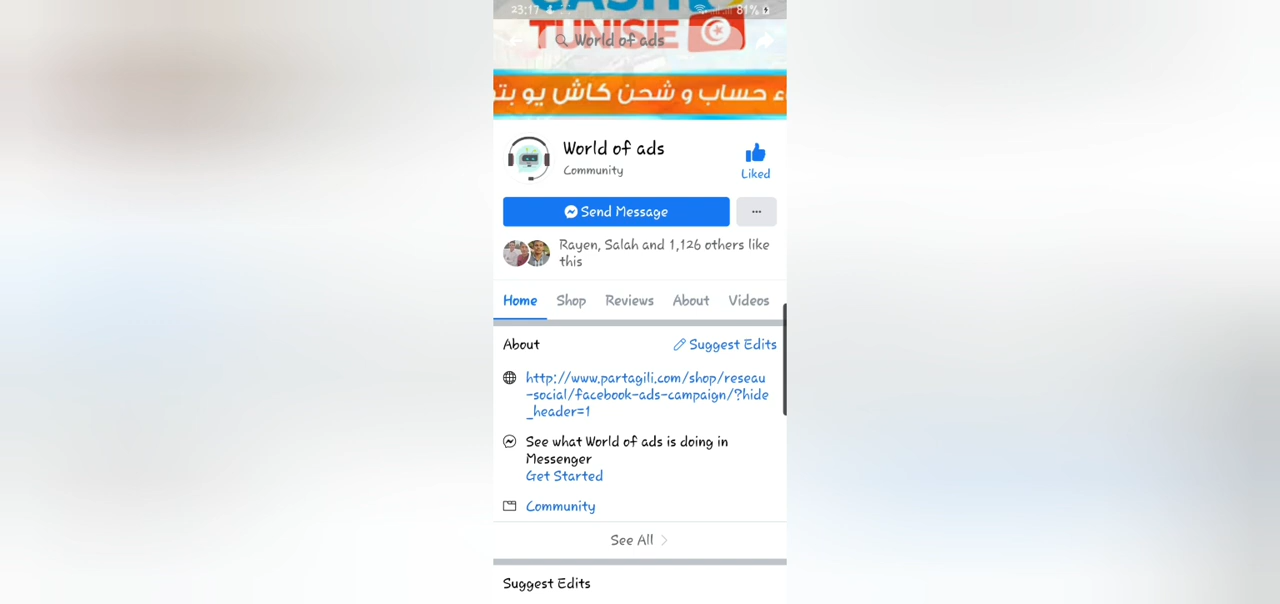 23:17
81%
TUNISIE
World of ads
حساب و شحن كاش يو
World of ads
Community
Liked
Send Message
Rayen, Salah and 1,126 others like
this
Home Shop Reviews About Videos
About
Suggest Edits
http://www.partagili.com/shop/reseau
-social/facebook-ads-campaign/?hide
_header=1
See what World of ads is doing in
Messenger
Get Started
Community
See All
Suggest Edits